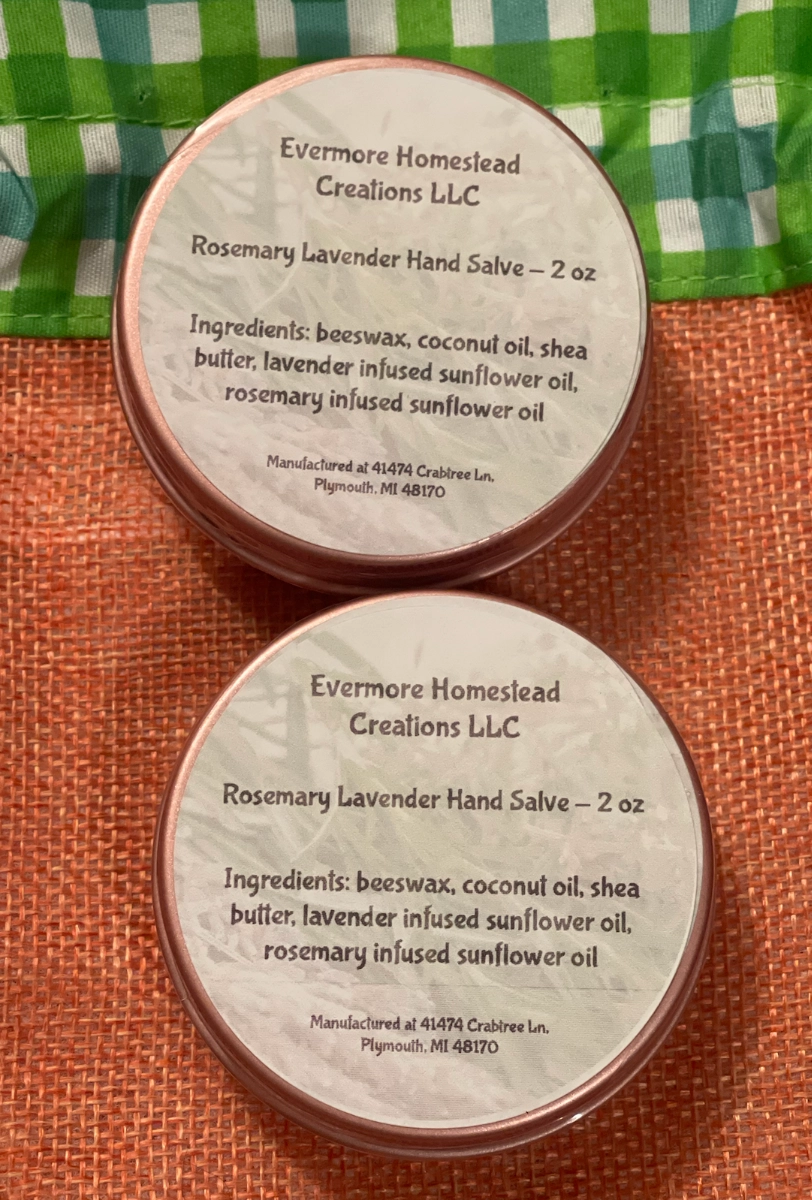 Evermore Homestead
Creations LLC
Rosemary Lavender Hand Salve – 2 oz
Ingredients: beeswax, coconut oil, shea
butter, lavender infused sunflower oil,
rosemary infused sunflower oil
Manufactured at 41474 Crabtree Ln,
Plymouth, MI 48170
Evermore Homestead
Creations LLC
Rosemary Lavender Hand Salve – 2 oz
Ingredients: beeswax, coconut oil, shea
butter, lavender infused sunflower oil,
rosemary infused sunflower oil
Manufactured at 41474 Crabtree Ln,
Plymouth, MI 48170